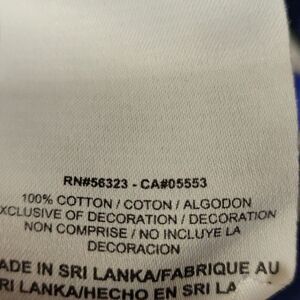 RN#56323 - CA#05553
100% COTTON / COTON / ALGODON
XCLUSIVE OF DECORATION / DECORATION
NON COMPRISE / NO INCLUYE LA
DECORACION
ADE IN SRI LANKA/FABRIQUE AU
RI LANKA/HECHO EN SRI LA